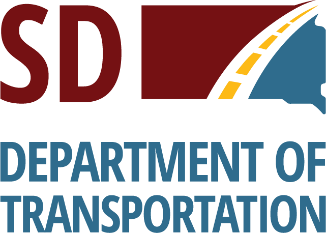 SD
DEPARTMENT OF
TRANSPORTATION